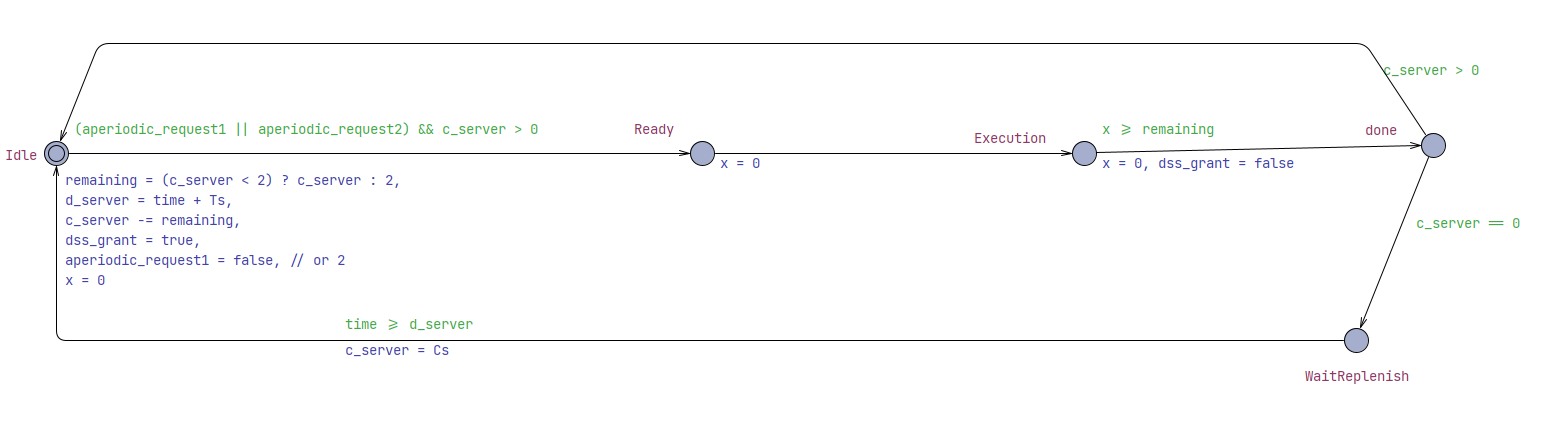 c_server > 0
(aperiodic_request1 || aperiodic_request2) && c_server > 0
Ready
x ⩾ remaining
done
Execution
Idle
x = 0
x = 0, dss_grant = false
remaining = (c_server < 2) ? c_server : 2,
d_server = time + Ts,
c_server -= remaining,
dss_grant = true,
aperiodic_request1 = false, // or 2
x = 0
c_server == 0
time ⩾ d_server
c_server = Cs
WaitReplenish